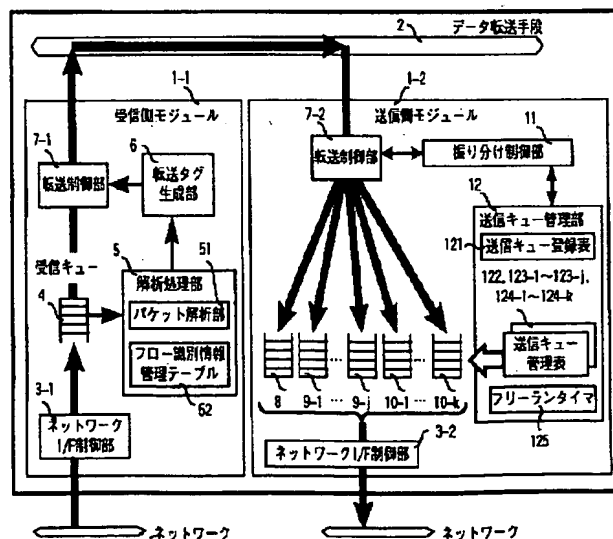 2
データ転送手段
1-1
受信側モジュール
7-1
転送制御部
6
転送タグ
生成部
受信キュー
4
5
解析処理部
51
パケット解析部
フロー識別情報
管理テーブル
52
3-1
ネットワーク
I/F制御部
ネットワーク
1-2
送信側モジュール
7-2
転送制御部
11
振り分け制御部
12
送信キュー管理部
121
送信キュー登録表
122,123-1〜123-j,
124-1〜124-k
送信キュー
管理表
フリーランタイマ
125
… … …
8 9-1 9-j 10-1 10-k
3-2
ネットワークI/F制御部
ネットワーク